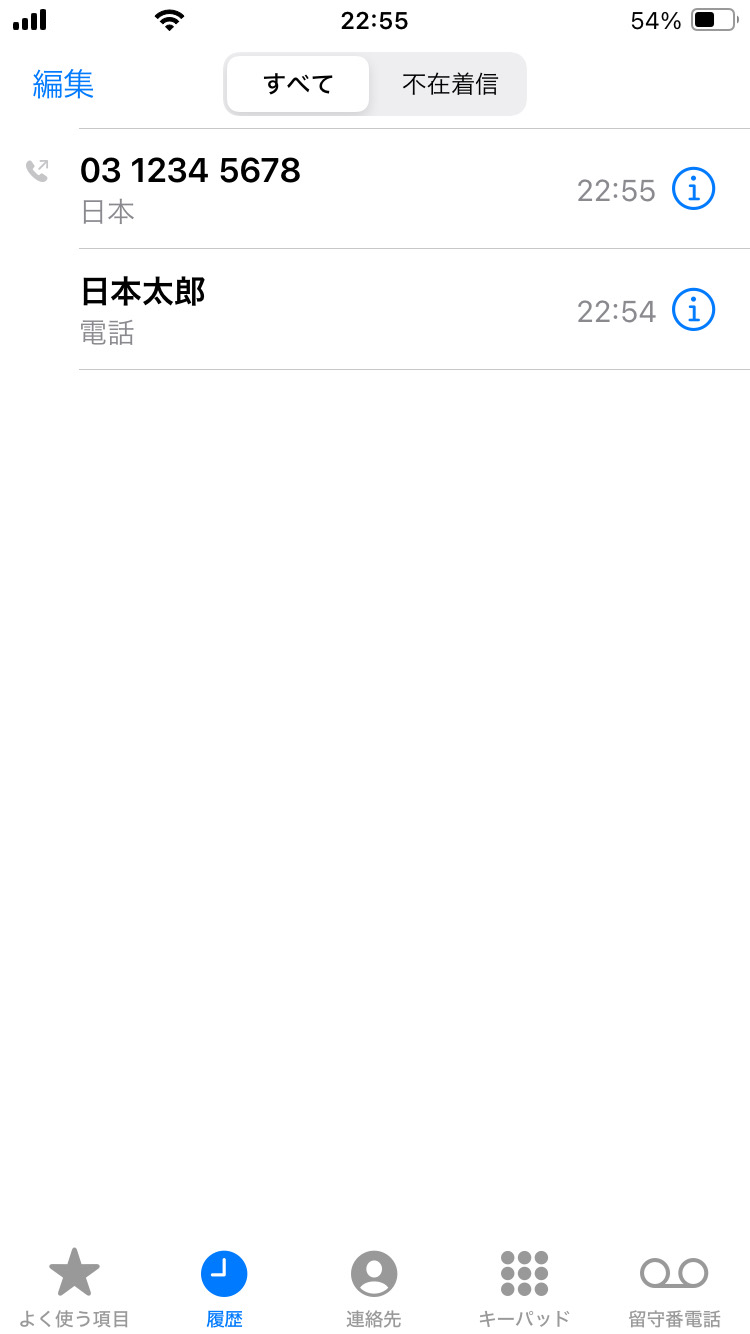 22:55 54%
編集 すべて 不在着信
03 1234 5678
日本
22:55
日本太郎
電話
22:54
よく使う項目 履歴 連絡先 キーパッド 留守番電話